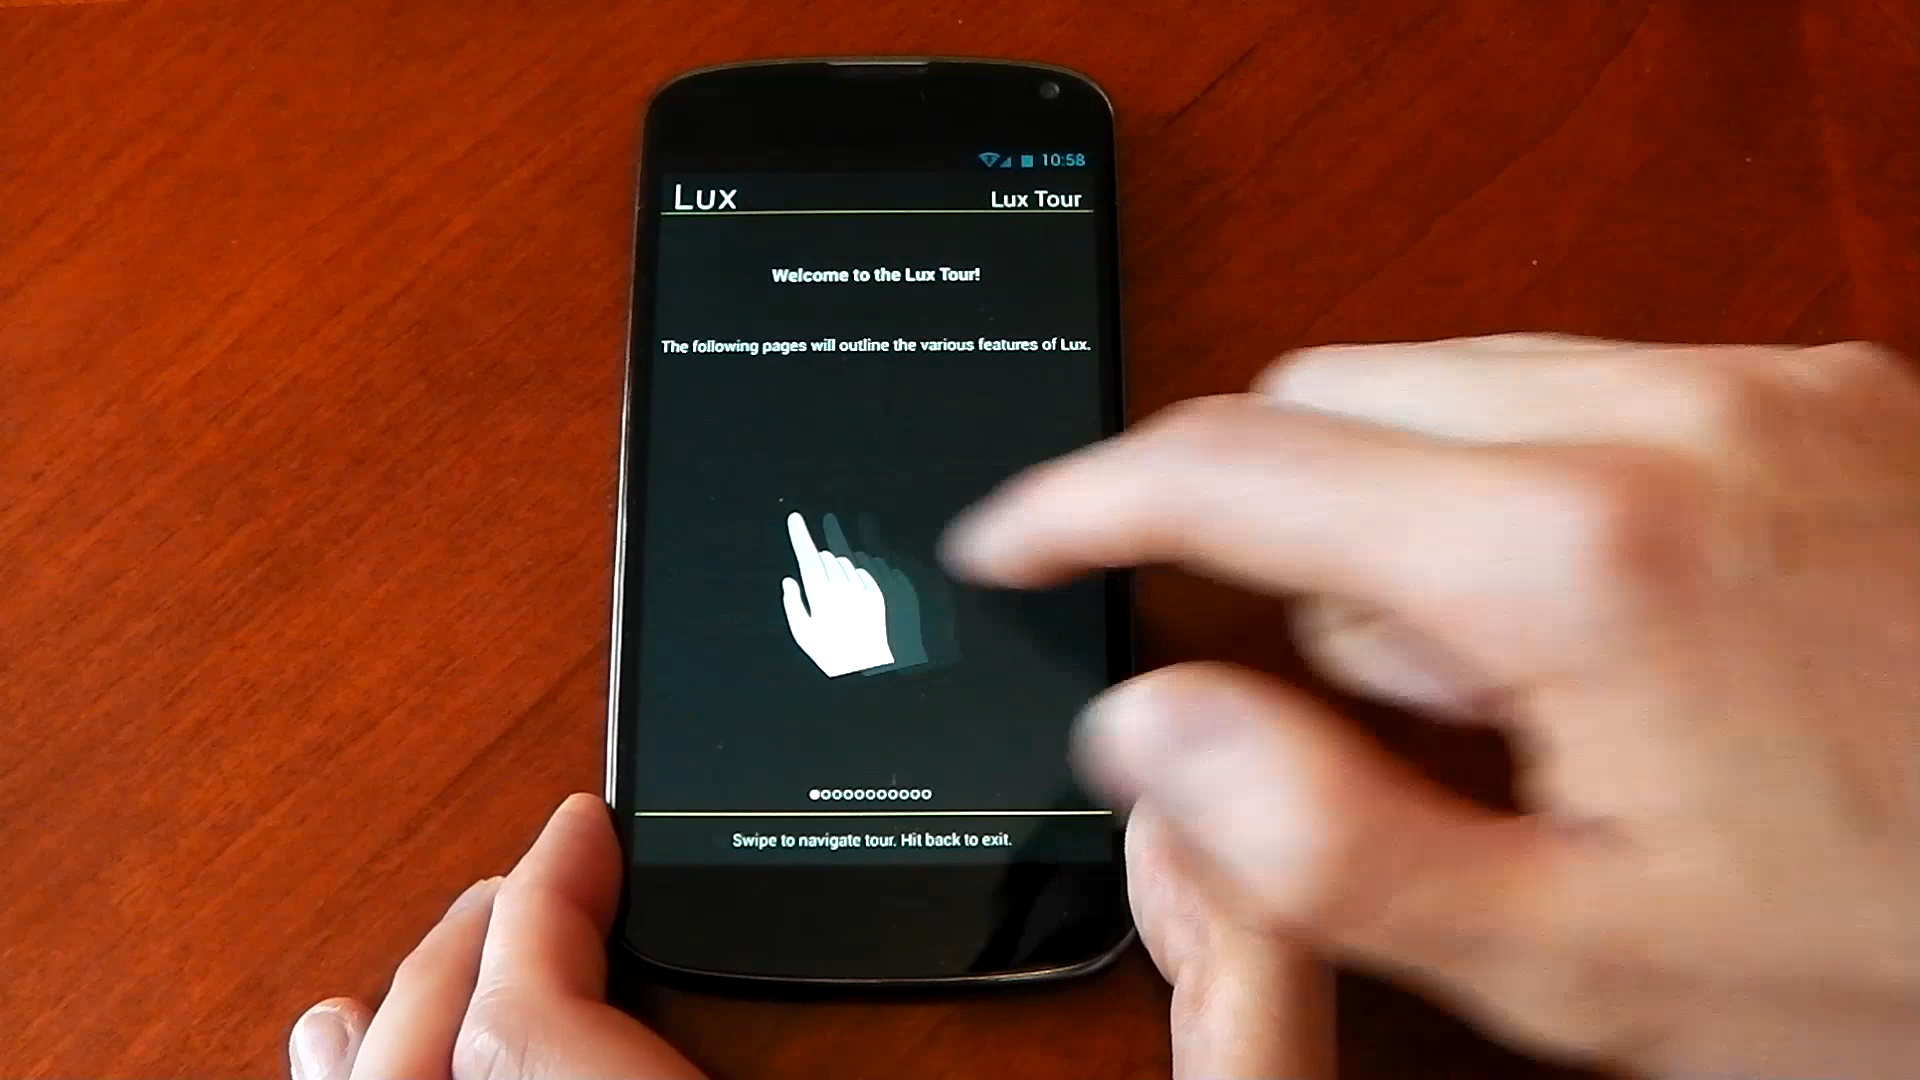 10:58
Lux
Lux Tour
Welcome to the Lux Tour!
The following pages will outline the various features of Lux.
Swipe to navigate tour. Hit back to exit.